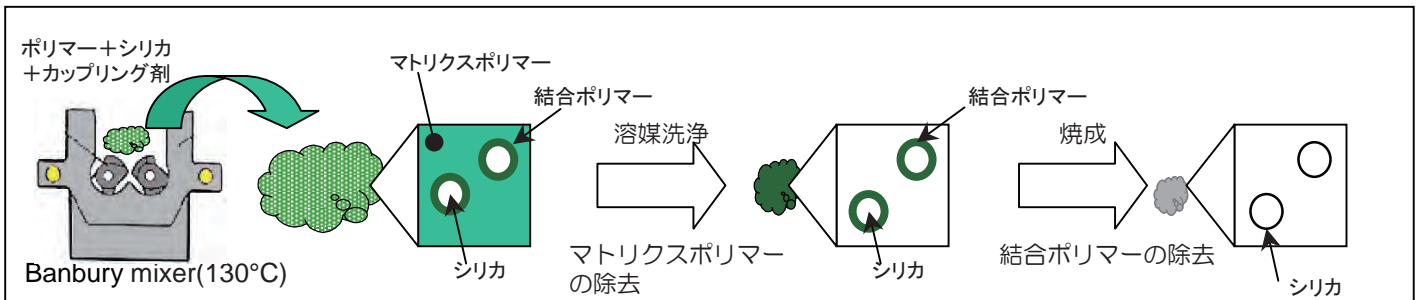 ポリマー+シリカ
+カップリング剤
Banbury mixer(130°C)
マトリクスポリマー
結合ポリマー
シリカ
溶媒洗浄
マトリクスポリマー
の除去
結合ポリマー
シリカ
焼成
結合ポリマーの除去
シリカ